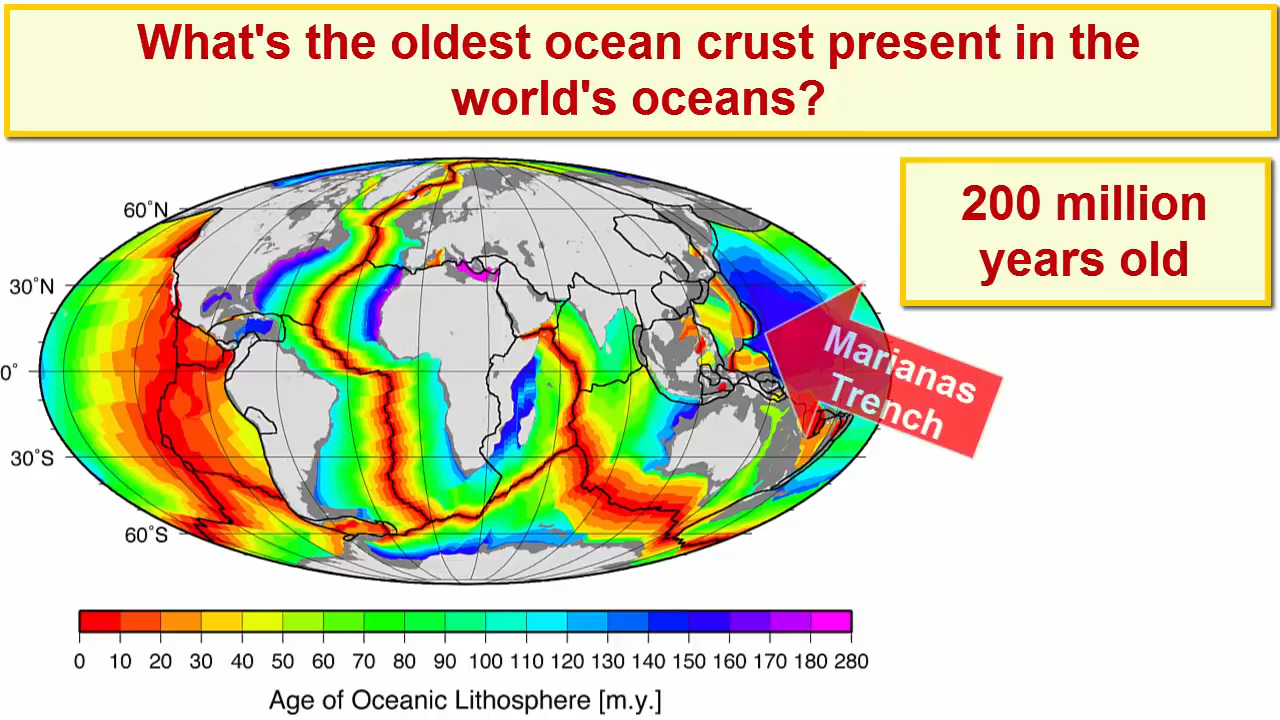 What's the oldest ocean crust present in the
world's oceans?
200 million
years old
60˚N
30˚N
0˚
30˚S
60˚S
Marianas
Trench
0 10 20 30 40 50 60 70 80 90 100 110 120 130 140 150 160 170 180 280
Age of Oceanic Lithosphere [m.y.]